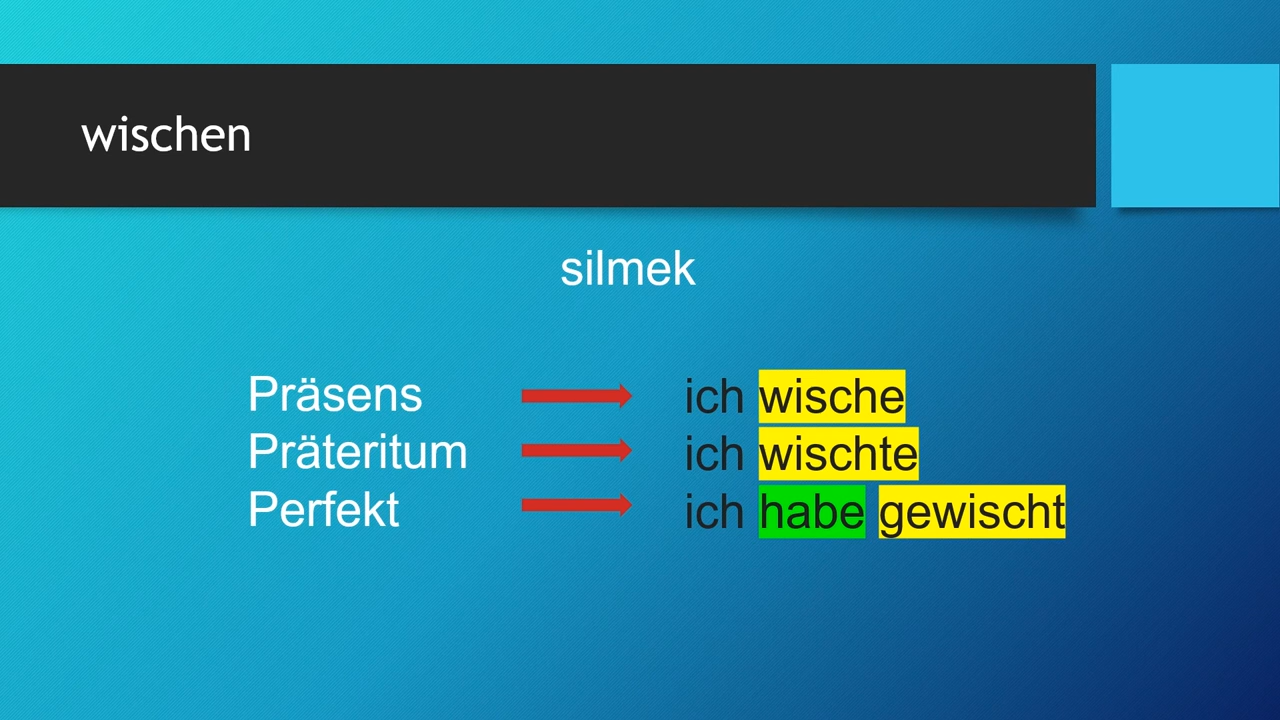 wischen
silmek
Präsens ich wische
Präteritum ich wischte
Perfekt ich habe gewischt